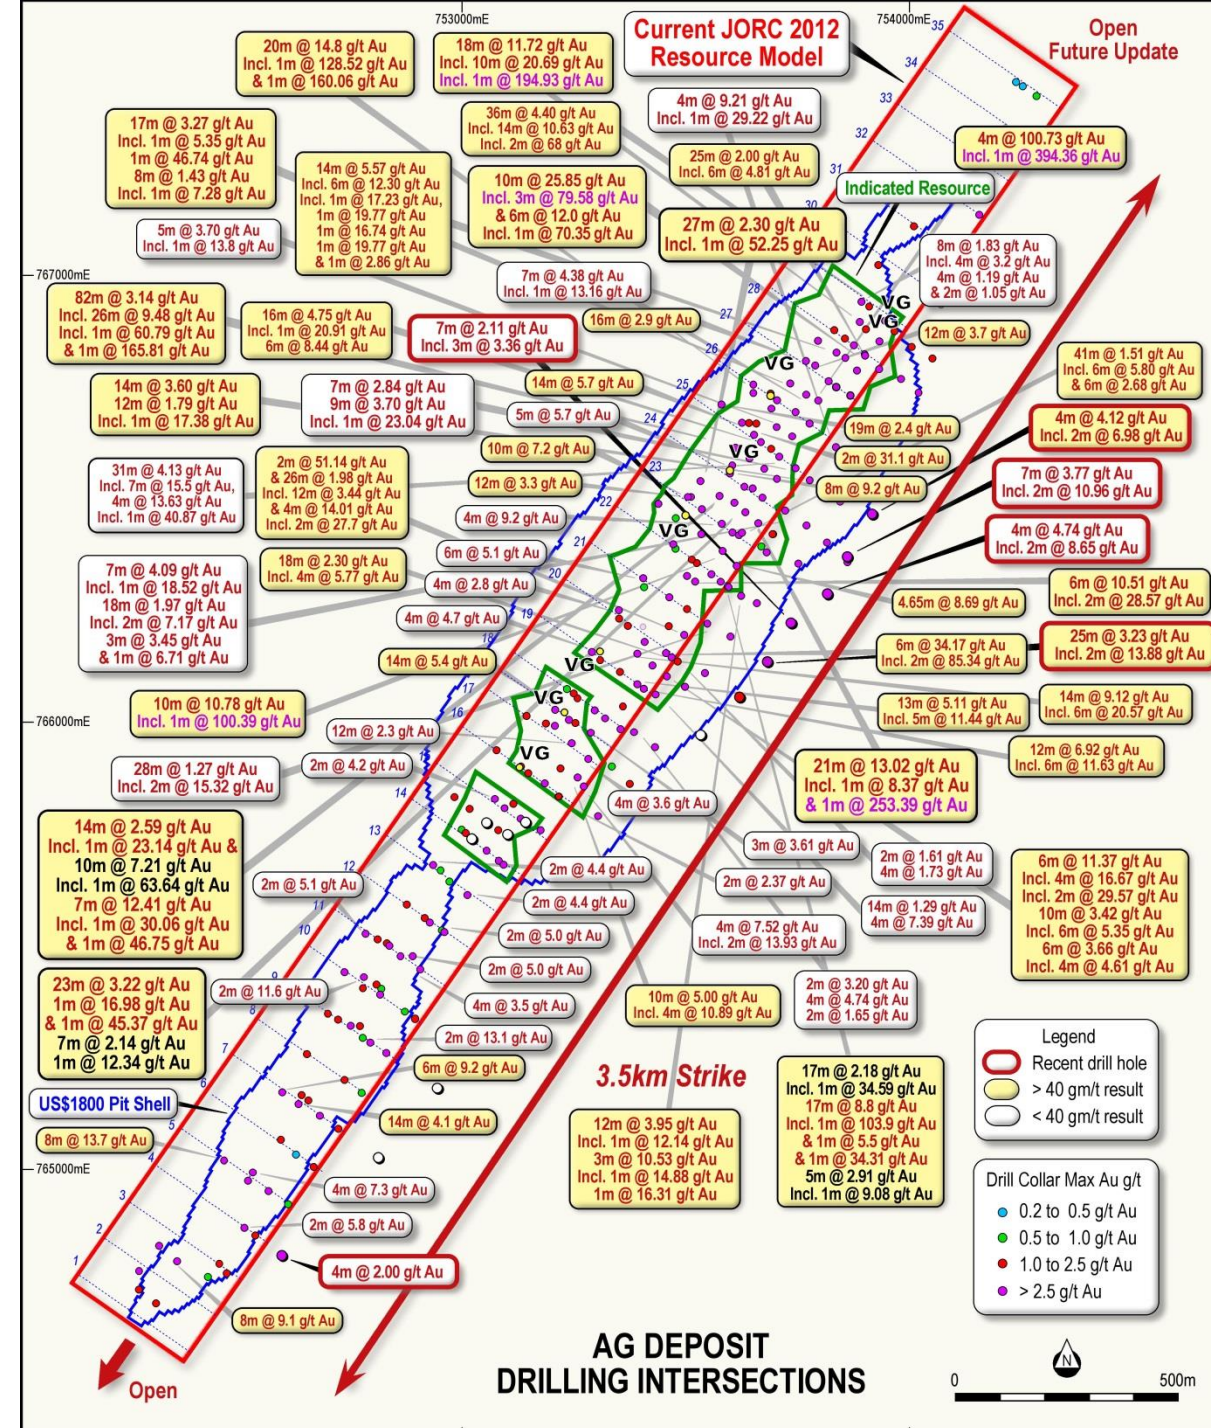 753000mE
754000mE
Current JORC 2012
Resource Model
Open
Future Update
20m @ 14.8 g/t Au
Incl. 1m @ 128.52 g/t Au
& 1m @ 160.06 g/t Au
18m @ 11.72 g/t Au
Incl. 10m @ 20.69 g/t Au
Incl. 1m @ 194.93 g/t Au
4m @ 9.21 g/t Au
Incl. 1m @ 29.22 g/t Au
36m @ 4.40 g/t Au
Incl. 14m @ 10.63 g/t Au
Incl. 2m @ 68 g/t Au
17m @ 3.27 g/t Au
Incl. 1m @ 5.35 g/t Au
1m @ 46.74 g/t Au
8m @ 1.43 g/t Au
Incl. 1m @ 7.28 g/t Au
14m @ 5.57 g/t Au
Incl. 6m @ 12.30 g/t Au
Incl. 1m @ 17.23 g/t Au,
1m @ 19.77 g/t Au
1m @ 16.74 g/t Au
1m @ 19.77 g/t Au
& 1m @ 2.86 g/t Au
25m @ 2.00 g/t Au
Incl. 6m @ 4.81 g/t Au
4m @ 100.73 g/t Au
Incl. 1m @ 394.36 g/t Au
10m @ 25.85 g/t Au
Incl. 3m @ 79.58 g/t Au
& 6m @ 12.0 g/t Au
Incl. 1m @ 70.35 g/t Au
Indicated Resource
27m @ 2.30 g/t Au
Incl. 1m @ 52.25 g/t Au
5m @ 3.70 g/t Au
Incl. 1m @ 13.8 g/t Au
8m @ 1.83 g/t Au
Incl. 4m @ 3.2 g/t Au
4m @ 1.19 g/t Au
& 2m @ 1.05 g/t Au
767000mE
7m @ 4.38 g/t Au
Incl. 1m @ 13.16 g/t Au
82m @ 3.14 g/t Au
Incl. 26m @ 9.48 g/t Au
Incl. 1m @ 60.79 g/t Au
& 1m @ 165.81 g/t Au
16m @ 4.75 g/t Au
Incl. 1m @ 20.91 g/t Au
6m @ 8.44 g/t Au
7m @ 2.11 g/t Au
Incl. 3m @ 3.36 g/t Au
16m @ 2.9 g/t Au
12m @ 3.7 g/t Au
41m @ 1.51 g/t Au
Incl. 6m @ 5.80 g/t Au
& 6m @ 2.68 g/t Au
14m @ 3.60 g/t Au
12m @ 1.79 g/t Au
Incl. 1m @ 17.38 g/t Au
7m @ 2.84 g/t Au
9m @ 3.70 g/t Au
Incl. 1m @ 23.04 g/t Au
14m @ 5.7 g/t Au
5m @ 5.7 g/t Au
19m @ 2.4 g/t Au
4m @ 4.12 g/t Au
Incl. 2m @ 6.98 g/t Au
10m @ 7.2 g/t Au
2m @ 31.1 g/t Au
31m @ 4.13 g/t Au
Incl. 7m @ 15.5 g/t Au,
4m @ 13.63 g/t Au
Incl. 1m @ 40.87 g/t Au
2m @ 51.14 g/t Au
& 26m @ 1.98 g/t Au
Incl. 12m @ 3.44 g/t Au
& 4m @ 14.01 g/t Au
Incl. 2m @ 27.7 g/t Au
12m @ 3.3 g/t Au
8m @ 9.2 g/t Au
7m @ 3.77 g/t Au
Incl. 2m @ 10.96 g/t Au
4m @ 9.2 g/t Au
4m @ 4.74 g/t Au
Incl. 2m @ 8.65 g/t Au
6m @ 5.1 g/t Au
18m @ 2.30 g/t Au
Incl. 4m @ 5.77 g/t Au
4m @ 2.8 g/t Au
7m @ 4.09 g/t Au
Incl. 1m @ 18.52 g/t Au
18m @ 1.97 g/t Au
Incl. 2m @ 7.17 g/t Au
3m @ 3.45 g/t Au
& 1m @ 6.71 g/t Au
4.65m @ 8.69 g/t Au
6m @ 10.51 g/t Au
Incl. 2m @ 28.57 g/t Au
4m @ 4.7 g/t Au
6m @ 34.17 g/t Au
Incl. 2m @ 85.34 g/t Au
25m @ 3.23 g/t Au
Incl. 2m @ 13.88 g/t Au
14m @ 5.4 g/t Au
10m @ 10.78 g/t Au
Incl. 1m @ 100.39 g/t Au
13m @ 5.11 g/t Au
Incl. 5m @ 11.44 g/t Au
14m @ 9.12 g/t Au
Incl. 6m @ 20.57 g/t Au
766000mE
12m @ 2.3 g/t Au
12m @ 6.92 g/t Au
Incl. 6m @ 11.63 g/t Au
28m @ 1.27 g/t Au
Incl. 2m @ 15.32 g/t Au
2m @ 4.2 g/t Au
21m @ 13.02 g/t Au
Incl. 1m @ 8.37 g/t Au
& 1m @ 253.39 g/t Au
4m @ 3.6 g/t Au
14m @ 2.59 g/t Au
Incl. 1m @ 23.14 g/t Au &
10m @ 7.21 g/t Au
Incl. 1m @ 63.64 g/t Au
7m @ 12.41 g/t Au
Incl. 1m @ 30.06 g/t Au
& 1m @ 46.75 g/t Au
3m @ 3.61 g/t Au
2m @ 1.61 g/t Au
4m @ 1.73 g/t Au
2m @ 4.4 g/t Au
2m @ 5.1 g/t Au
2m @ 2.37 g/t Au
6m @ 11.37 g/t Au
Incl. 4m @ 16.67 g/t Au
Incl. 2m @ 29.57 g/t Au
10m @ 3.42 g/t Au
Incl. 6m @ 5.35 g/t Au
6m @ 3.66 g/t Au
Incl. 4m @ 4.61 g/t Au
2m @ 4.4 g/t Au
14m @ 1.29 g/t Au
4m @ 7.39 g/t Au
4m @ 7.52 g/t Au
Incl. 2m @ 13.93 g/t Au
2m @ 5.0 g/t Au
2m @ 5.0 g/t Au
23m @ 3.22 g/t Au
1m @ 16.98 g/t Au
& 1m @ 45.37 g/t Au
7m @ 2.14 g/t Au
1m @ 12.34 g/t Au
2m @ 11.6 g/t Au
4m @ 3.5 g/t Au
10m @ 5.00 g/t Au
Incl. 4m @ 10.89 g/t Au
2m @ 3.20 g/t Au
4m @ 4.74 g/t Au
2m @ 1.65 g/t Au
2m @ 13.1 g/t Au
Legend
Recent drill hole
> 40 gm/t result
< 40 gm/t result
6m @ 9.2 g/t Au
3.5km Strike
17m @ 2.18 g/t Au
Incl. 1m @ 34.59 g/t Au
17m @ 8.8 g/t Au
Incl. 1m @ 103.9 g/t Au
& 1m @ 5.5 g/t Au
& 1m @ 34.31 g/t Au
5m @ 2.91 g/t Au
Incl. 1m @ 9.08 g/t Au
US$1800 Pit Shell
14m @ 4.1 g/t Au
12m @ 3.95 g/t Au
Incl. 1m @ 12.14 g/t Au
3m @ 10.53 g/t Au
Incl. 1m @ 14.88 g/t Au
1m @ 16.31 g/t Au
8m @ 13.7 g/t Au
765000mE
4m @ 7.3 g/t Au
2m @ 5.8 g/t Au
4m @ 2.00 g/t Au
8m @ 9.1 g/t Au
Drill Collar Max Au g/t
0.2 to 0.5 g/t Au
0.5 to 1.0 g/t Au
1.0 to 2.5 g/t Au
> 2.5 g/t Au
35
34
33
32
31
30
28
27
26
25
24
23
22
21
20
19
18
17
16
14
13
12
11
10
9
8
7
6
5
4
3
2
1
VG
VG
VG
VG
VG
VG
VG
VG
Open
AG DEPOSIT
DRILLING INTERSECTIONS
N
0
500m